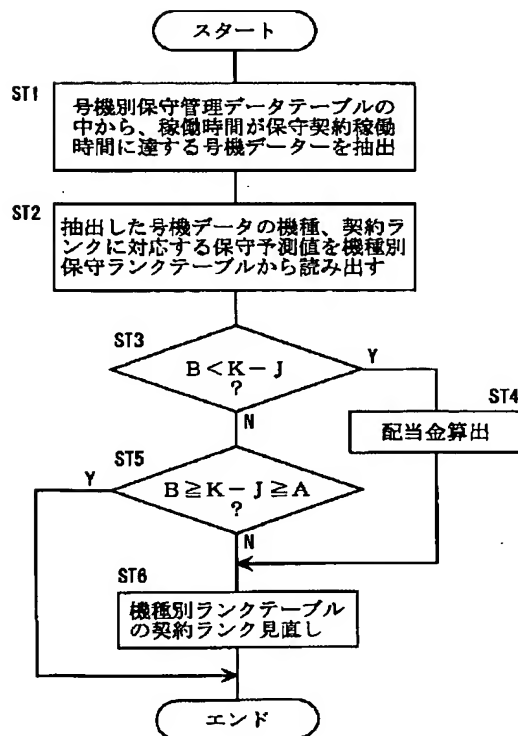 スタート
ST1
号機別保守管理データテーブルの
中から、稼働時間が保守契約稼働
時間に達する号機データーを抽出
ST2
抽出した号機データの機種、契約ラ
ンクに対応する保守予測値を機種別
保守ランクテーブルから読み出す
ST3
B<K-J
?
Y
N
ST4
配当金算出
ST5
B≧K-J≧A
?
Y
N
ST6
機種別ランクテーブル
の契約ランク見直し
エンド